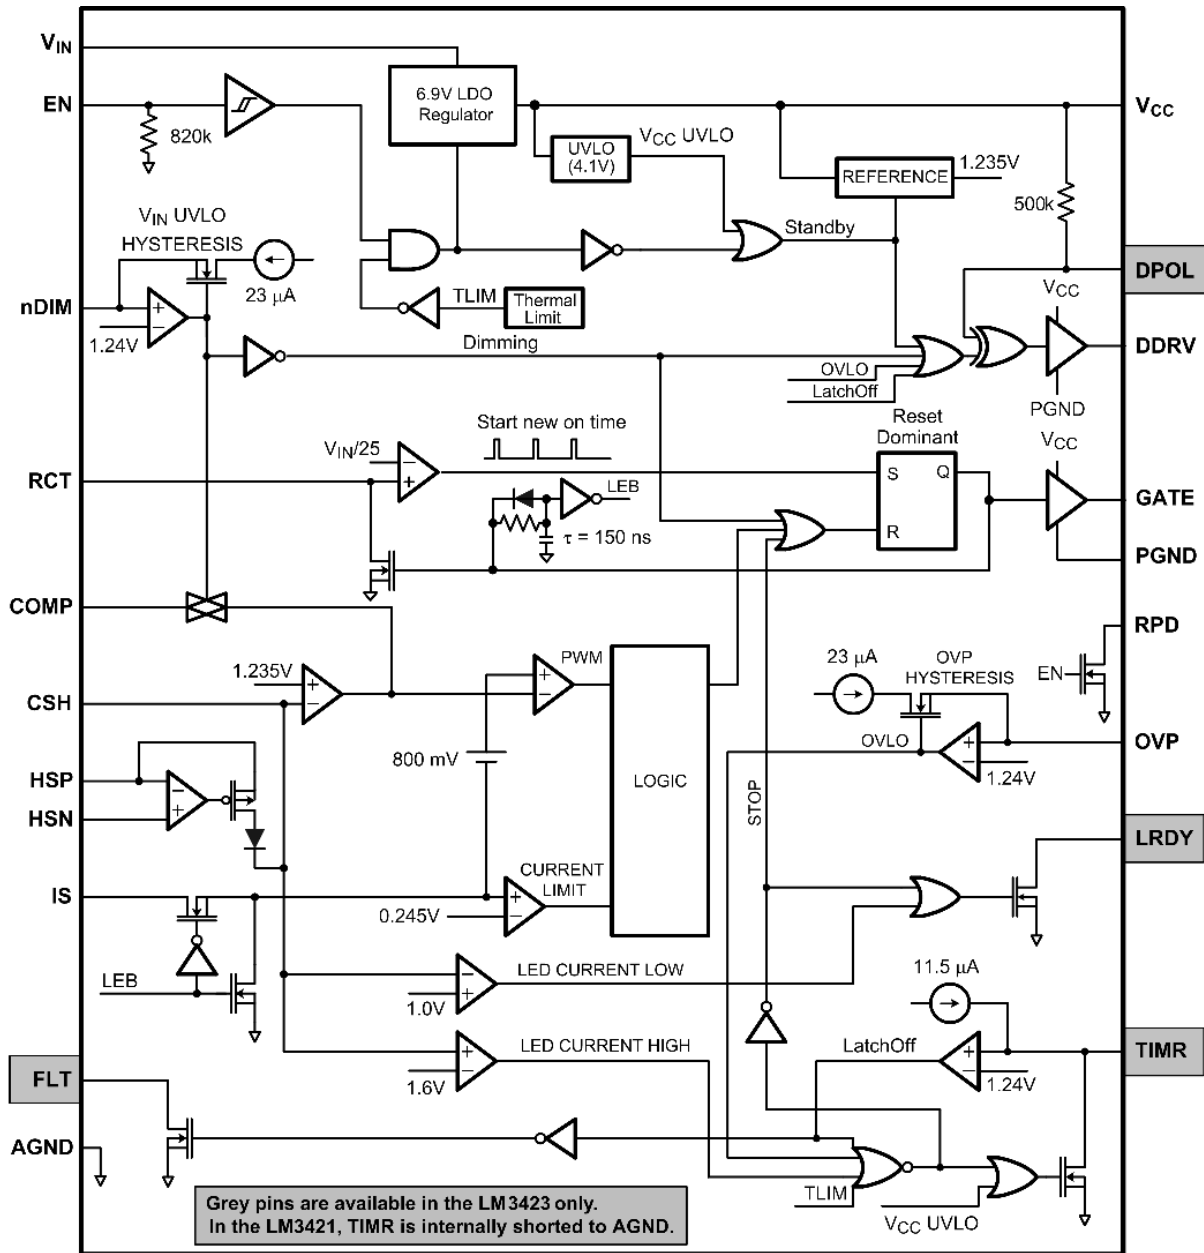 VIN
EN
820k
6.9V LDO
Regulator
UVLO
(4.1V)
VCC UVLO
REFERENCE
1.235V
VCC
500k
VIN UVLO
HYSTERESIS
23 μA
Standby
DPOL
nDIM
1.24V
TLIM
Thermal
Limit
Dimming
VCC
DDRV
OVLO
LatchOff
PGND
Start new on time
Reset
Dominant
VIN/25
VCC
RCT
S
Q
LEB
GATE
τ = 150 ns
R
PGND
COMP
RPD
1.235V
PWM
23 μA
OVP
HYSTERESIS
EN
CSH
OVLO
OVP
800 mV
1.24V
LOGIC
HSP
HSN
STOP
LRDY
IS
CURRENT
LIMIT
0.245V
LED CURRENT LOW
11.5 μA
LEB
1.0V
LED CURRENT HIGH
LatchOff
TIMR
1.6V
1.24V
FLT
AGND
TLIM
VCC UVLO
Grey pins are available in the LM3423 only.
In the LM3421, TIMR is internally shorted to AGND.